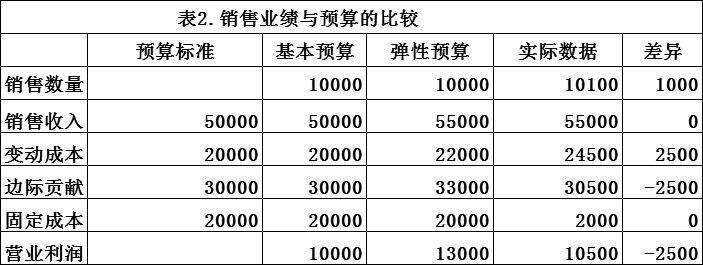 表2.销售业绩与预算的比较
预算标准 基本预算 弹性预算 实际数据 差异
销售数量 10000 10000 10100 1000
销售收入 50000 50000 55000 55000 0
变动成本 20000 20000 22000 24500 2500
边际贡献 30000 30000 33000 30500 -2500
固定成本 20000 20000 20000 2000 0
营业利润 10000 13000 10500 -2500